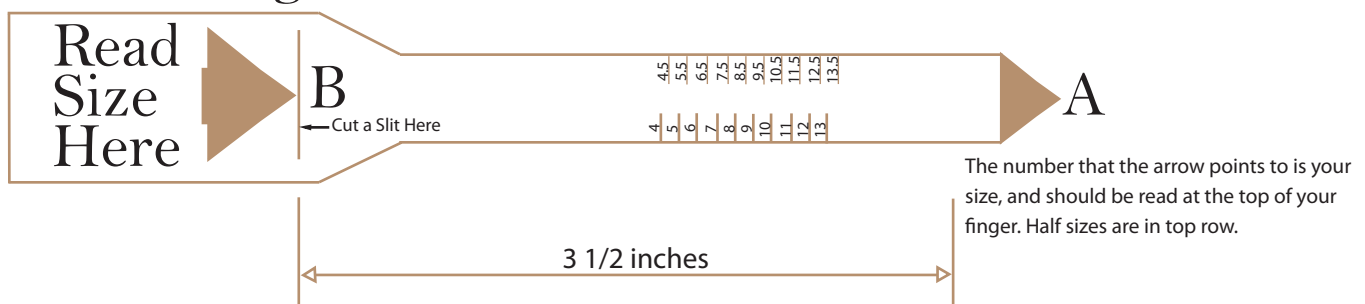 Read
Size
Here
B
Cut a Slit Here
4.5 5.5 6.5 7.5 8.5 9.5 10.5 11.5 12.5 13.5
4 5 6 7 8 9 10 11 12 13
A
The number that the arrow points to is your
size, and should be read at the top of your
finger. Half sizes are in top row.
3 1/2 inches